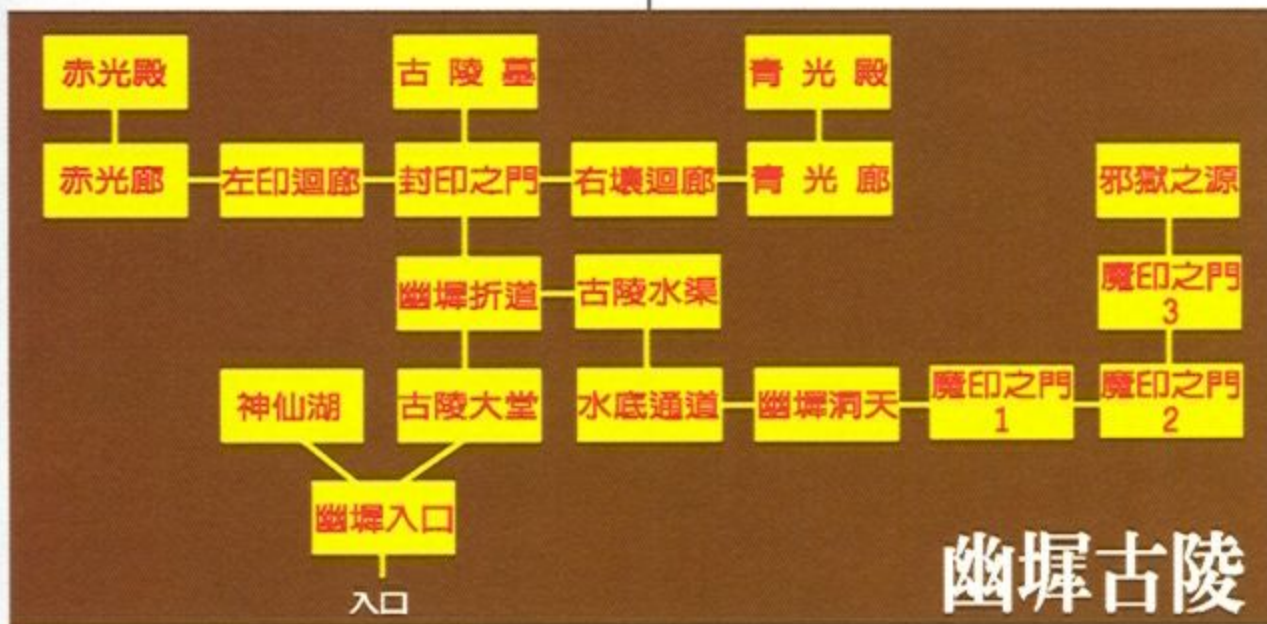 赤光殿
古陵墓
青光殿
赤光廊
左印迴廊
封印之門
右壞迴廊
青光廊
邪獄之源
幽墀折道
古陵水渠
魔印之門
3
神仙湖
古陵大堂
水底通道
幽墀洞天
魔印之門
1
魔印之門
2
幽墀入口
入口
幽墀古陵